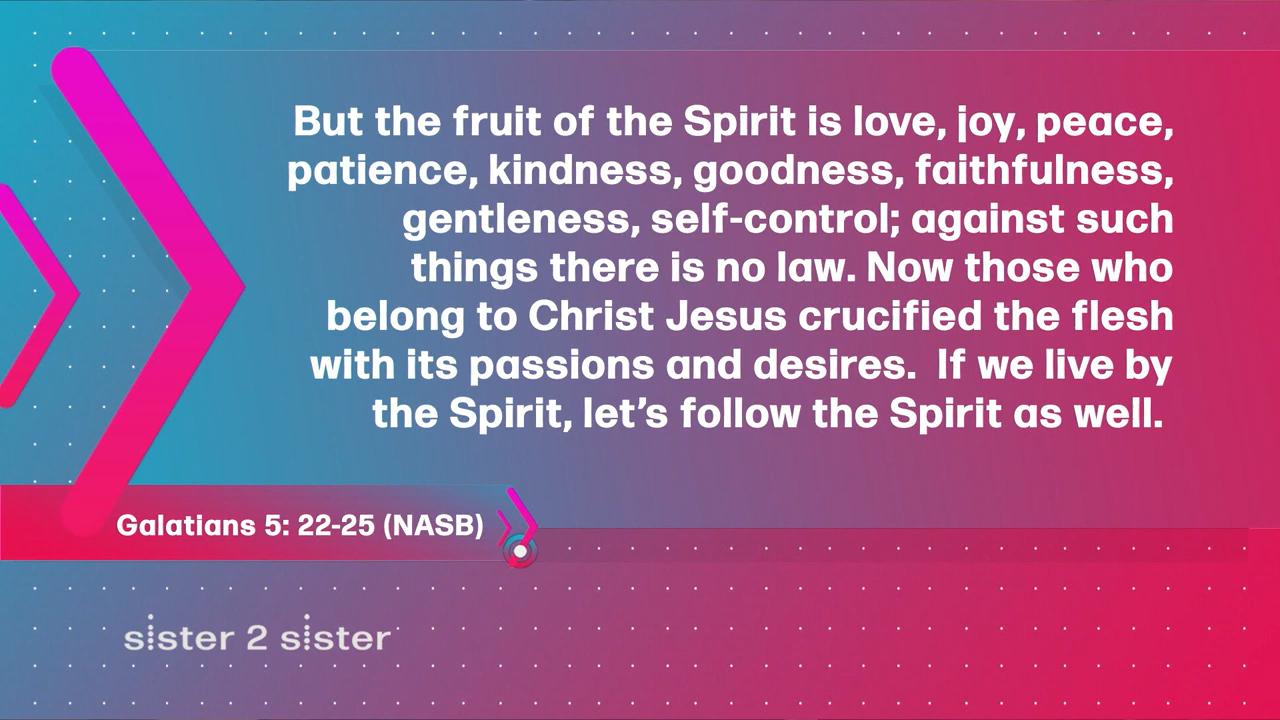 But the fruit of the Spirit is love, joy, peace,
patience, kindness, goodness, faithfulness,
gentleness, self-control; against such
things there is no law. Now those who
belong to Christ Jesus crucified the flesh
with its passions and desires.  If we live by
the Spirit, let’s follow the Spirit as well.
Galatians 5: 22-25 (NASB)
sister 2 sister